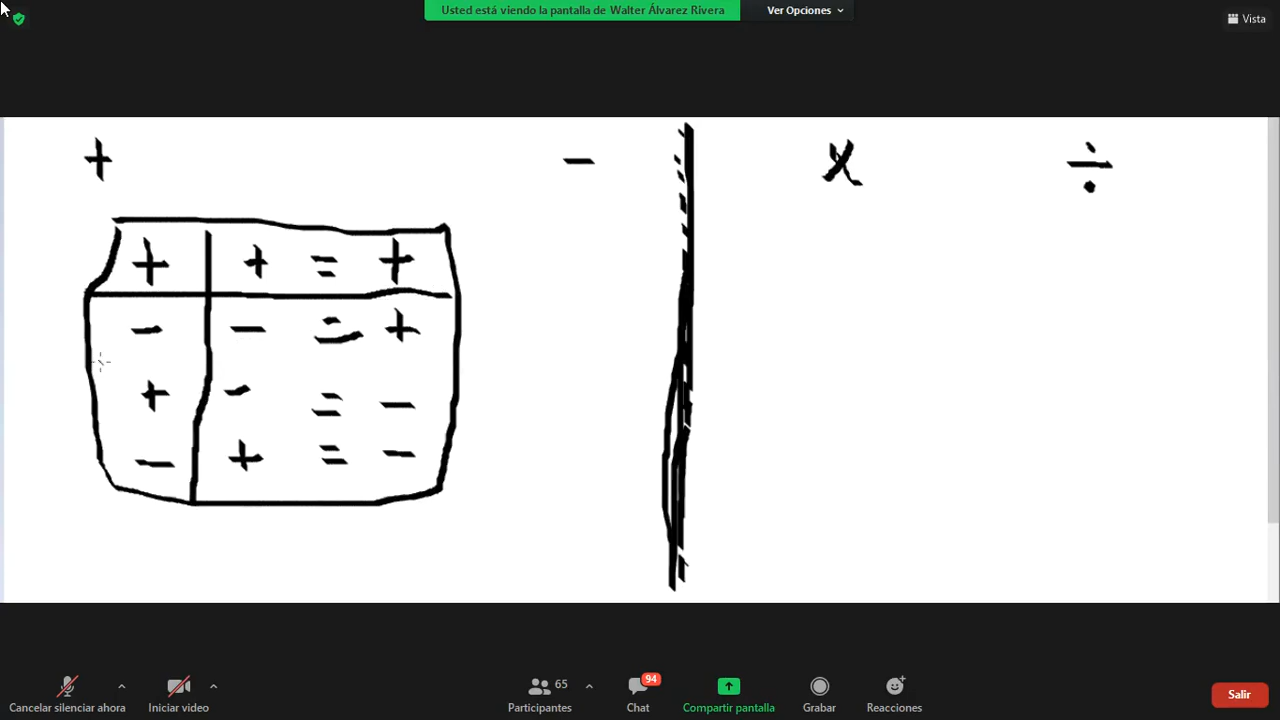 Usted está viendo la pantalla de Walter Álvarez Rivera
Ver Opciones
Vista
+ - x ÷
+ + = +
- - = +
+ - = -
- + = -
Cancelar silenciar ahora
Iniciar video
65
Participantes
94
Chat
Compartir pantalla
Grabar
Reacciones
Salir